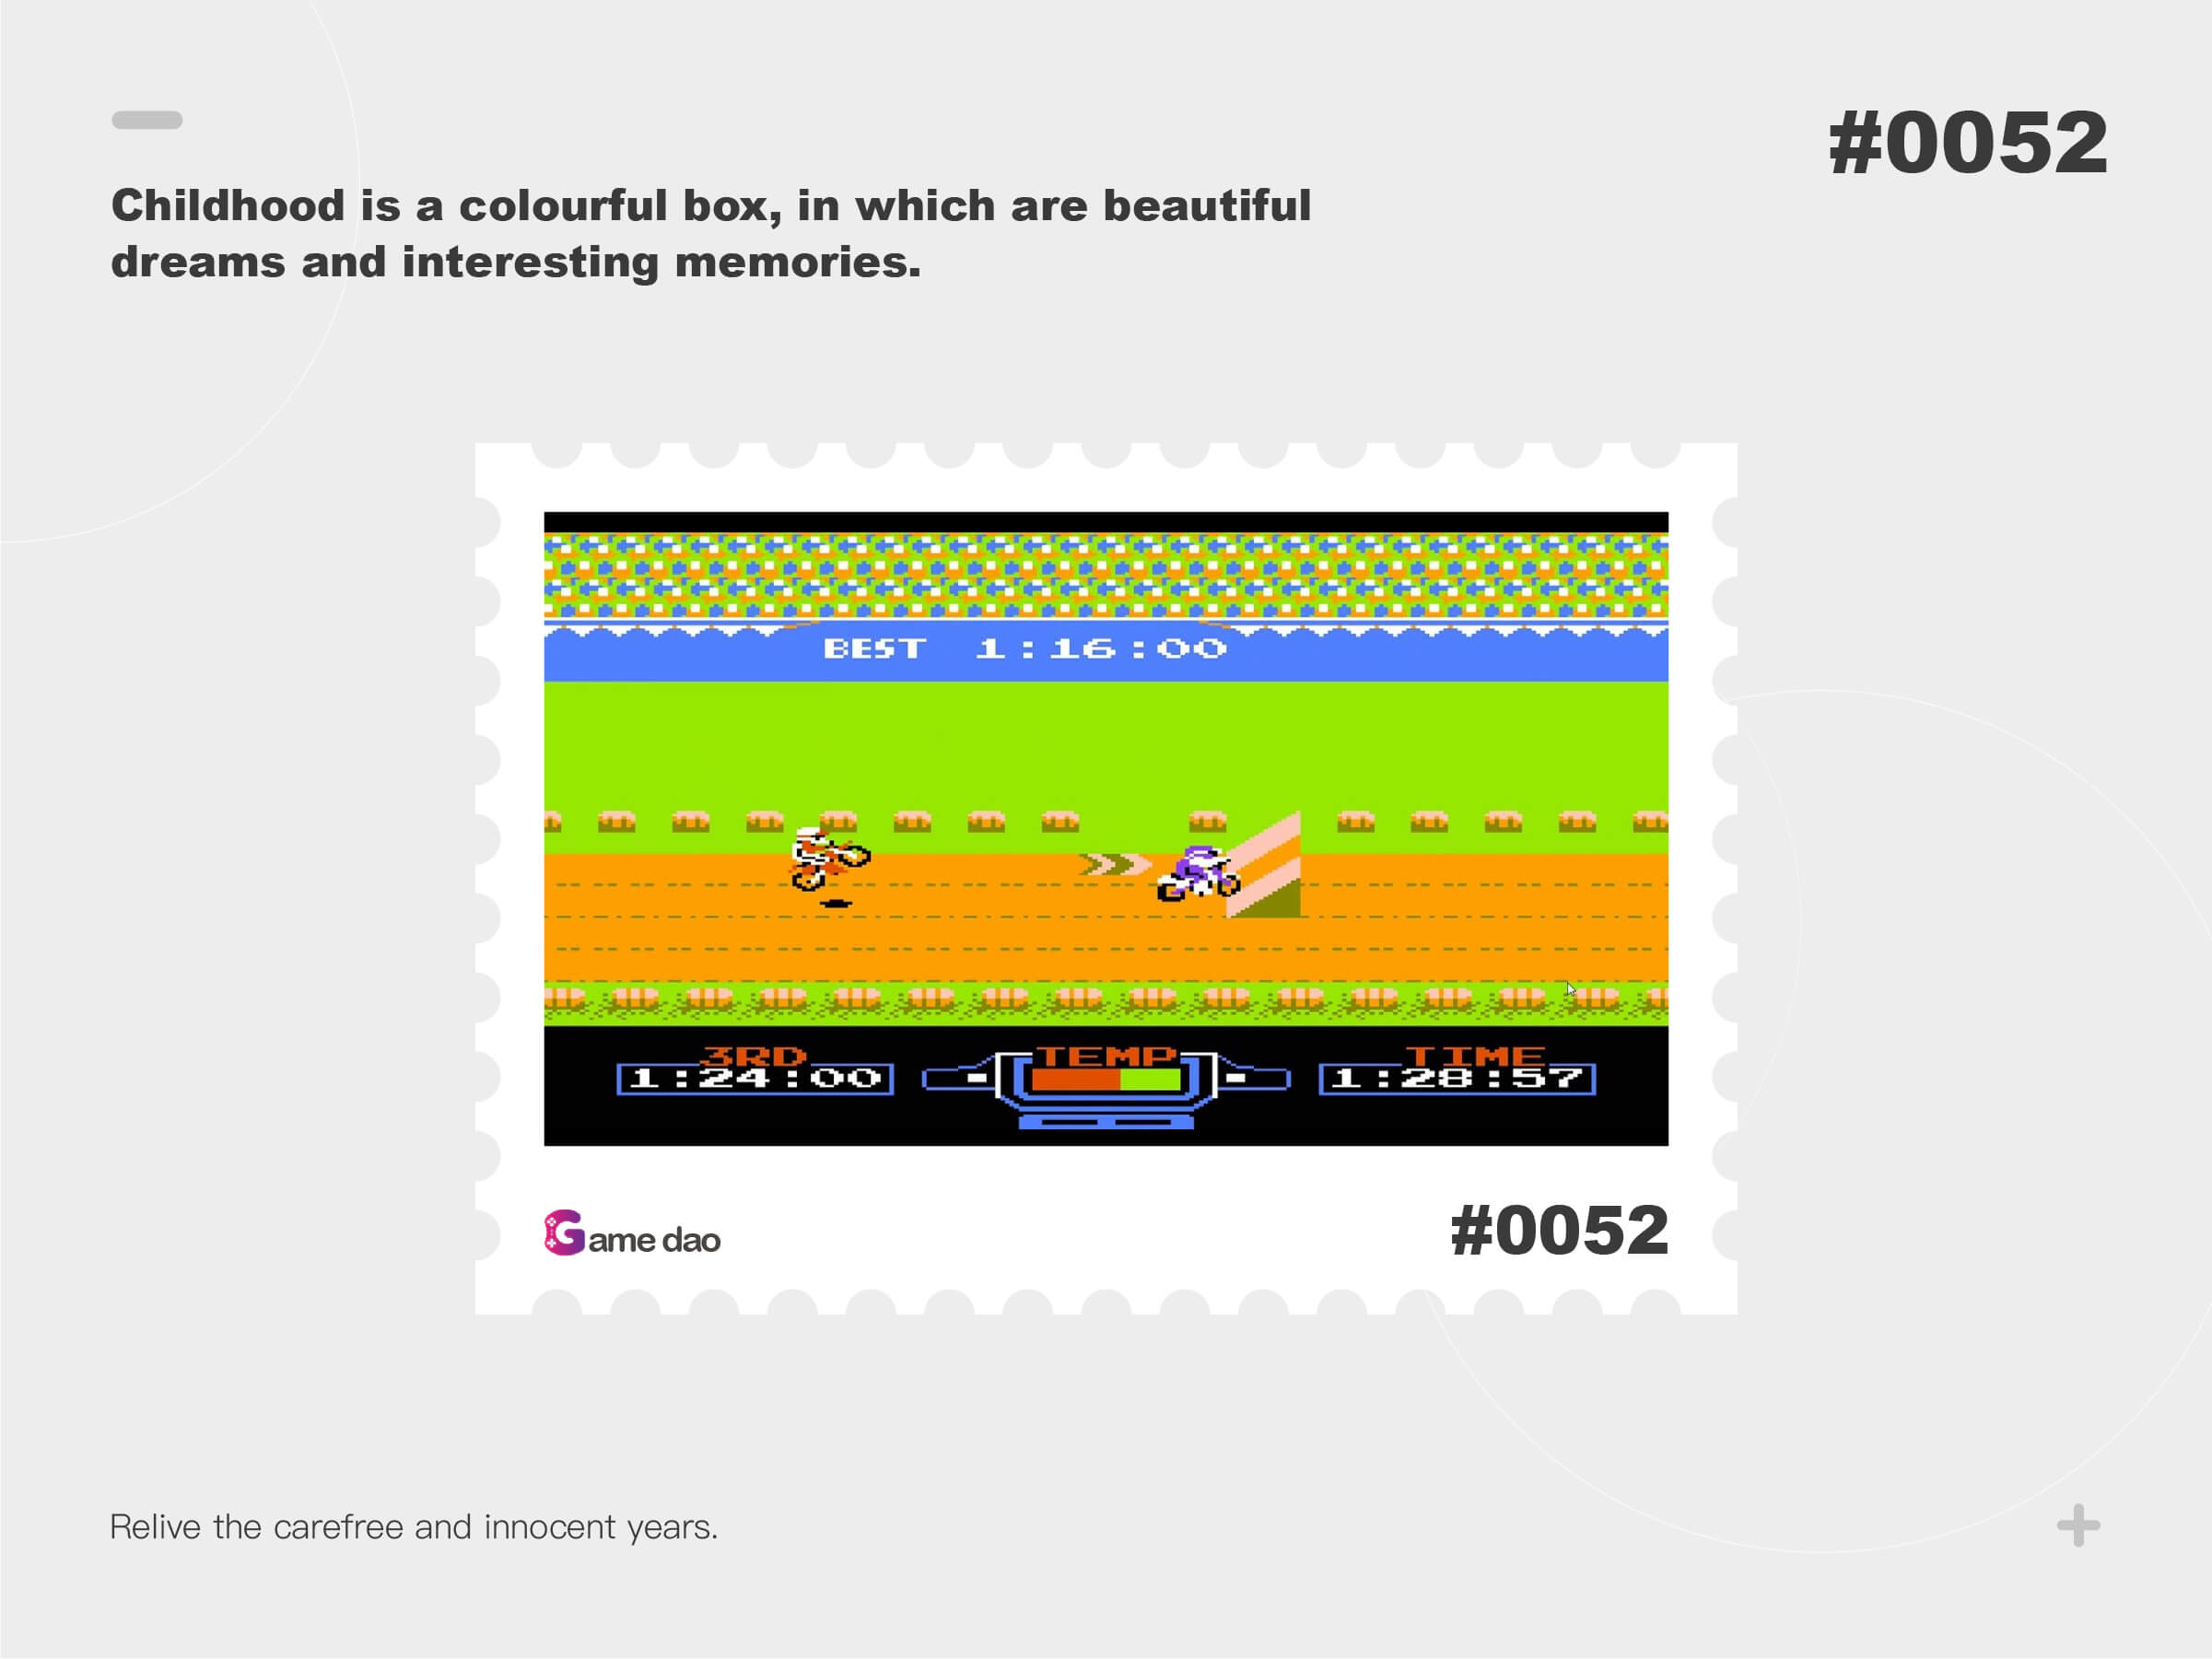 #0052
Childhood is a colourful box, in which are beautiful
dreams and interesting memories.
BEST 1:16:00
3RD TEMP TIME
1:24:00 1:28:57
Game dao #0052
Relive the carefree and innocent years.